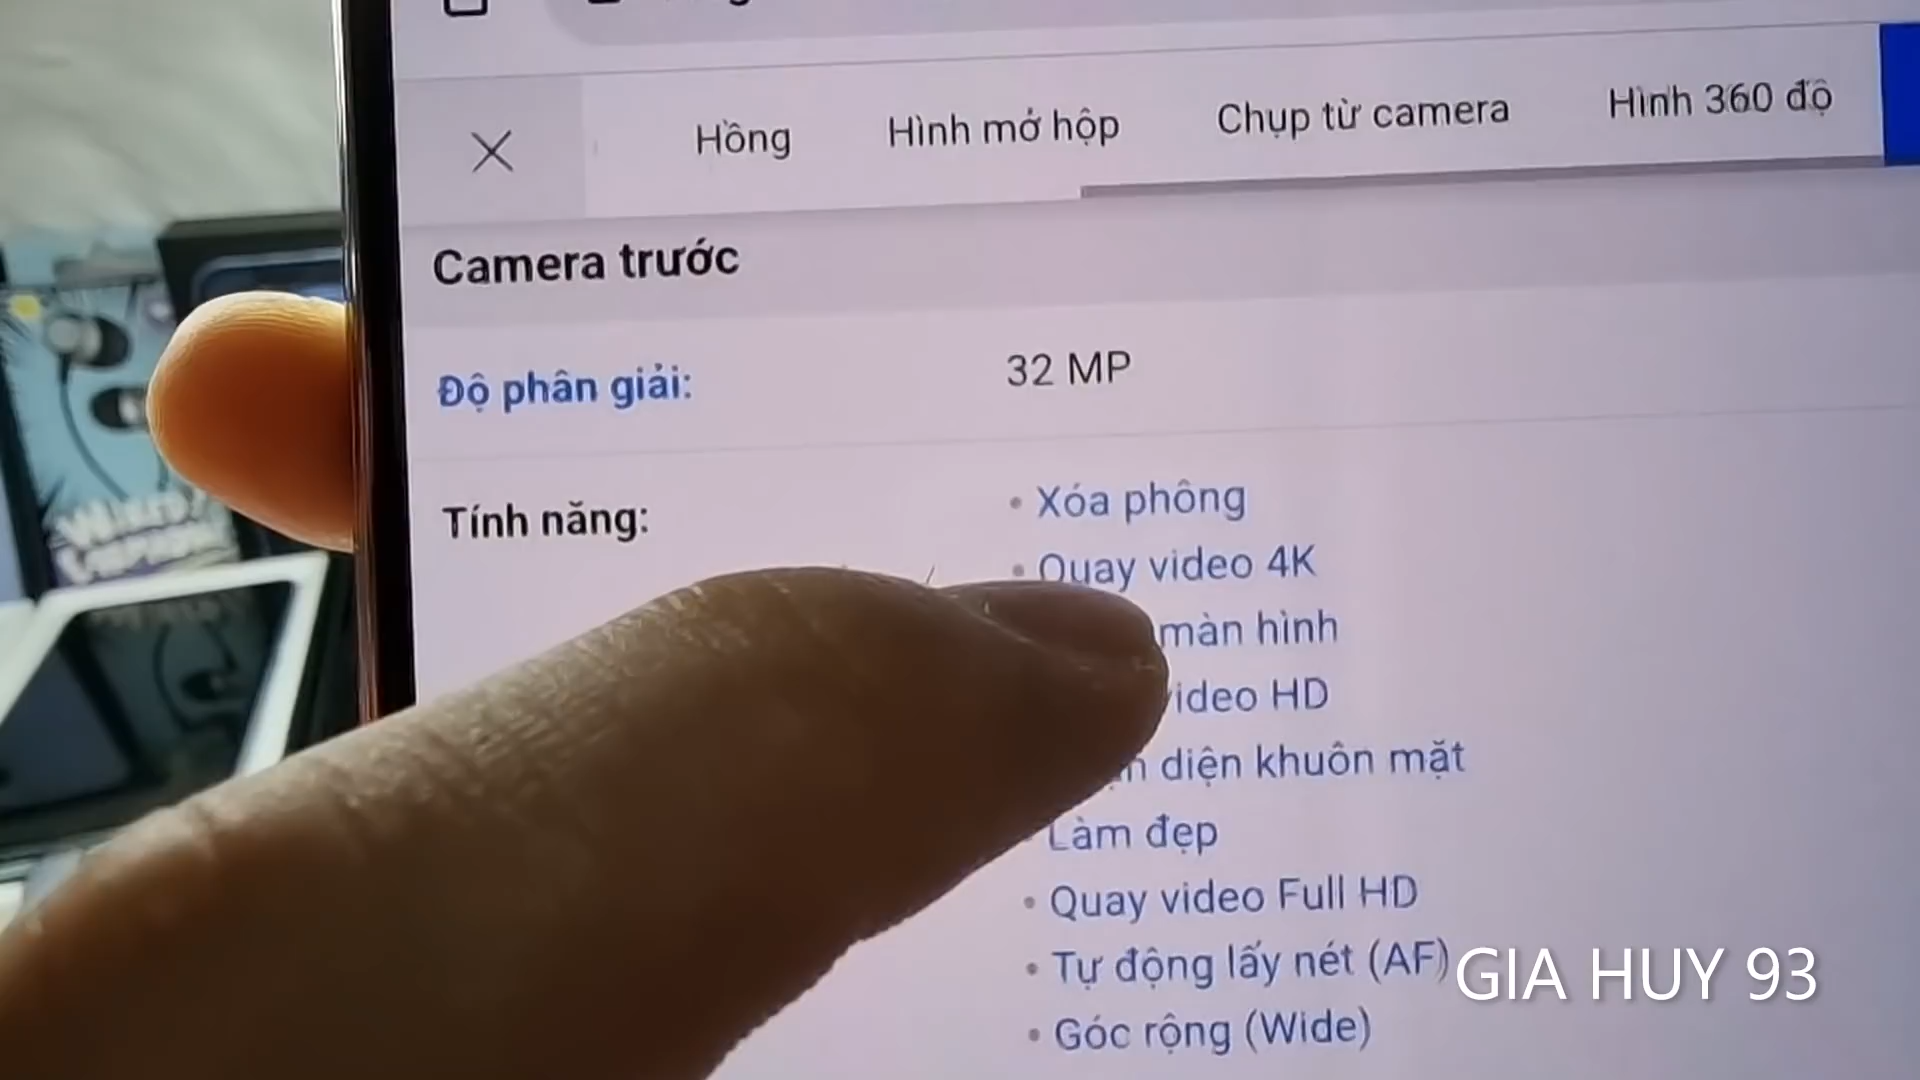 Hồng
Hình mở hộp
Chụp từ camera
Hình 360 độ
Camera trước
Độ phân giải:
32 MP
Tính năng:
• Xóa phông
• Quay video 4K
màn hình
video HD
diện khuôn mặt
Làm đẹp
• Quay video Full HD
• Tự động lấy nét (AF)
GIA HUY 93
• Góc rộng (Wide)